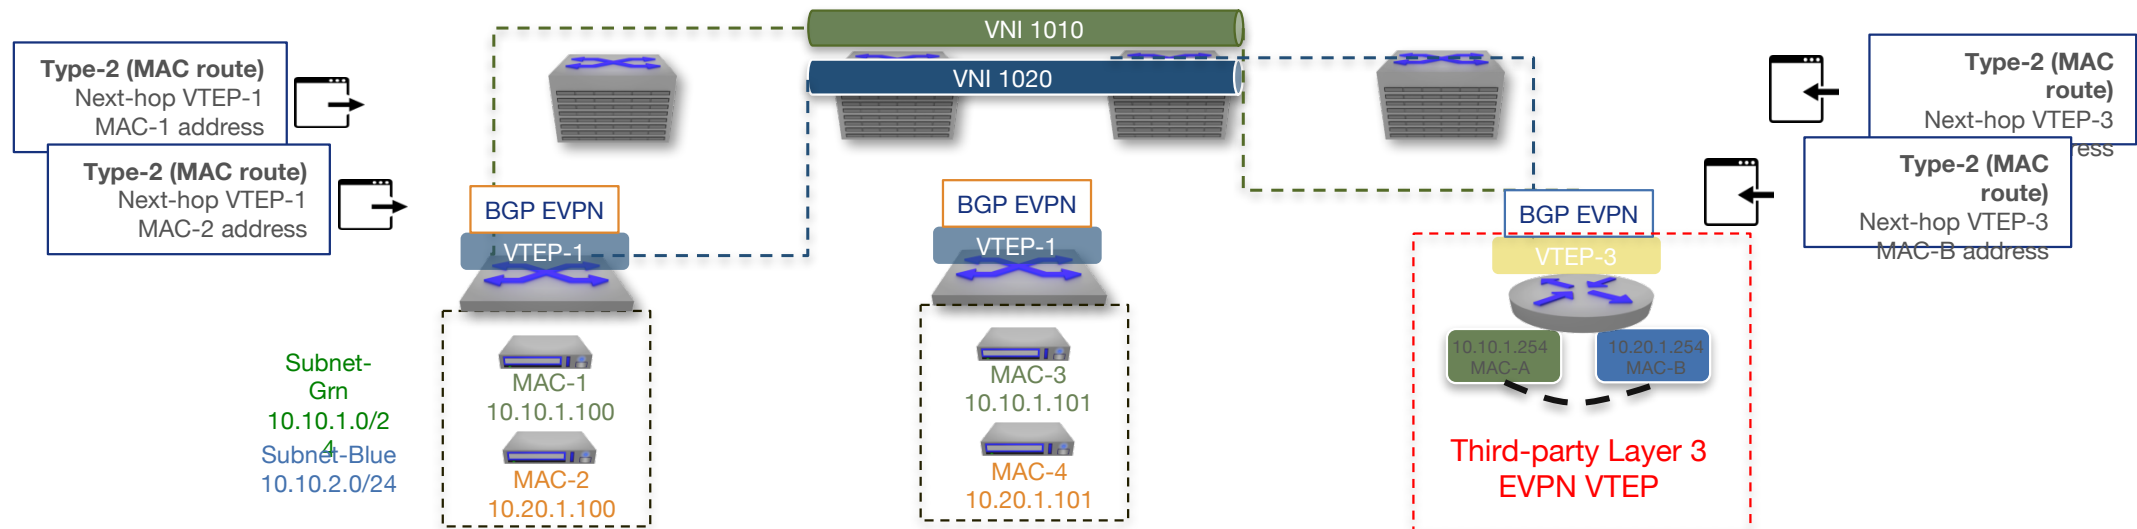 VNI 1010
VNI 1020
Type-2 (MAC route)
Next-hop VTEP-1
MAC-1 address
Type-2 (MAC route)
Next-hop VTEP-1
MAC-2 address
Type-2 (MAC
route)
Next-hop VTEP-3
ress
Type-2 (MAC
route)
Next-hop VTEP-3
MAC-B address
BGP EVPN
VTEP-1
BGP EVPN
VTEP-1
BGP EVPN
VTEP-3
10.10.1.254
MAC-A
10.20.1.254
MAC-B
Subnet-
Grn
10.10.1.0/2
4
Subnet-Blue
10.10.2.0/24
MAC-1
10.10.1.100
MAC-2
10.20.1.100
MAC-3
10.10.1.101
MAC-4
10.20.1.101
Third-party Layer 3
EVPN VTEP